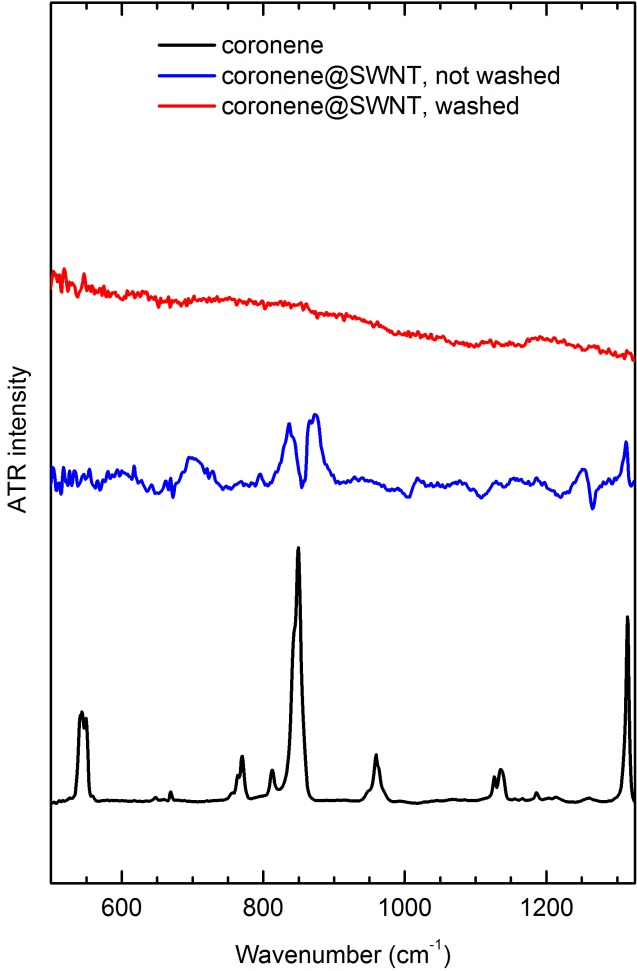 coronene
coronene@SWNT, not washed
coronene@SWNT, washed
ATR intensity
600 800 1000 1200
Wavenumber (cm⁻¹)